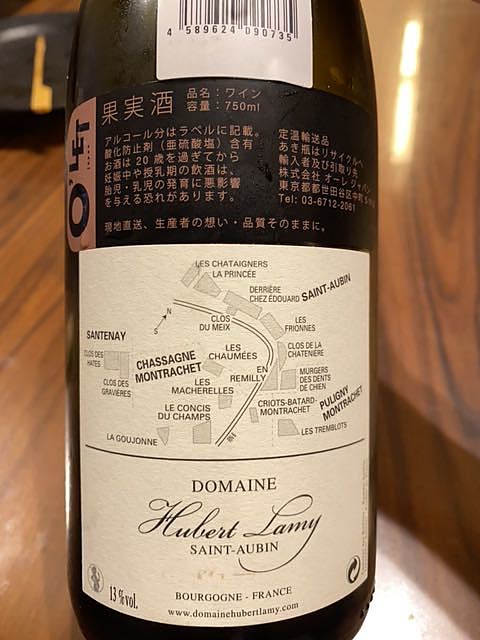 4 589624 090735
O'LET
果実酒
品名：ワイン
容量：750ml
アルコール分はラベルに記載。
酸化防止剤（亜硫酸塩）含有
お酒は20歳を過ぎてから
妊娠中や授乳期の飲酒は、
胎児・乳児の発育に悪影響
を与える恐れがあります。
定温輸送品
あき瓶はリサイクルへ
輸入者及び引取り先
株式会社 オーレ ジャパン
東京都世田谷区中町
Tel: 03-6712-2061
現地直送、生産者の想い・品質そのままに。
LES CHATAIGNERS
LA PRINCÉE
DERRIÈRE
CHEZ ÉDOUARD
SAINT-AUBIN
N
S
CLOS
DU MEIX
LES
FRIONNES
SANTENAY
LES
CHAUMÉES
CLOS DE LA
CHATENIERE
CLOS DES
HATES
CHASSAGNE
MONTRACHET
EN
REMILLY
MURGERS
DES DENTS
DE CHIEN
CLOS DES
GRAVIÈRES
LES
MACHERELLES
CRIOTS-BATARD-
MONTRACHET
PULIGNY
MONTRACHET
LE CONCIS
DU CHAMPS
LES TREMBLOTS
LA GOUJONNE
DOMAINE
Hubert Lamy
SAINT-AUBIN
13 % vol.
BOURGOGNE - FRANCE
www.domainehubertlamy.com